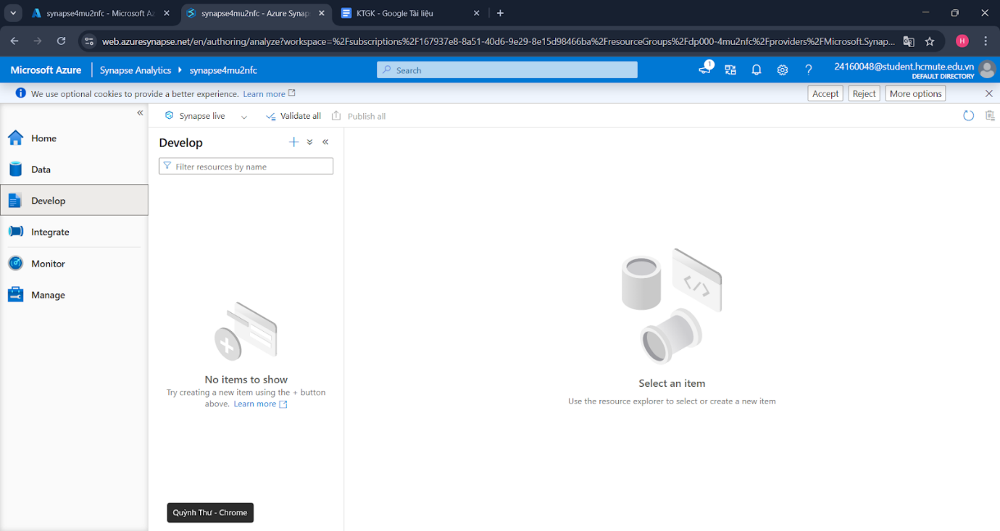 synapse4mu2nfc - Microsoft Az
synapse4mu2nfc - Azure Synap
KTGK - Google Tài liệu
web.azuresynapse.net/en/authoring/analyze?workspace=%2Fsubscriptions%2F167937e8-8a51-40d6-9e29-8e15d98466ba%2FresourceGroups%2Fdp000-4mu2nfc%2Fproviders%2FMicrosoft.Synap...
H
Microsoft Azure
Synapse Analytics
synapse4mu2nfc
Search
1
24160048@student.hcmute.edu.vn
DEFAULT DIRECTORY
We use optional cookies to provide a better experience. Learn more
Accept
Reject
More options
Synapse live
Validate all
Publish all
Home
Data
Develop
Integrate
Monitor
Manage
Develop
Filter resources by name
No items to show
Try creating a new item using the + button
above. Learn more
Select an item
Use the resource explorer to select or create a new item
Quỳnh Thư - Chrome